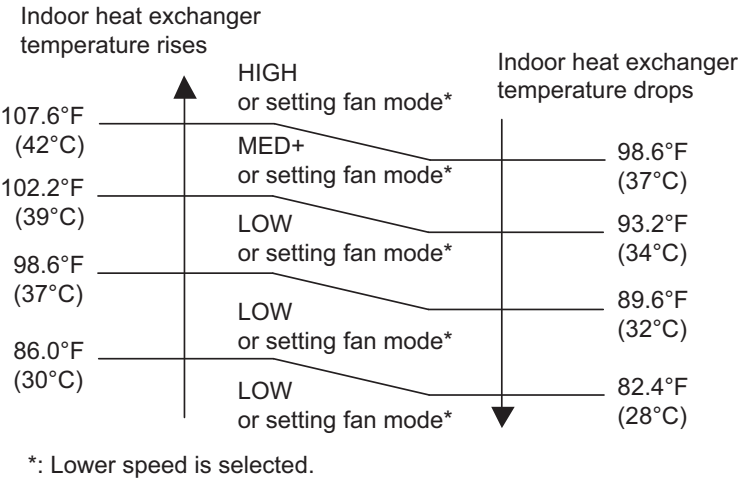 Indoor heat exchanger
temperature rises
Indoor heat exchanger
temperature drops
HIGH
or setting fan mode*
107.6°F
(42°C)
MED+
or setting fan mode*
98.6°F
(37°C)
102.2°F
(39°C)
LOW
or setting fan mode*
93.2°F
(34°C)
98.6°F
(37°C)
LOW
or setting fan mode*
89.6°F
(32°C)
86.0°F
(30°C)
LOW
or setting fan mode*
82.4°F
(28°C)
*: Lower speed is selected.